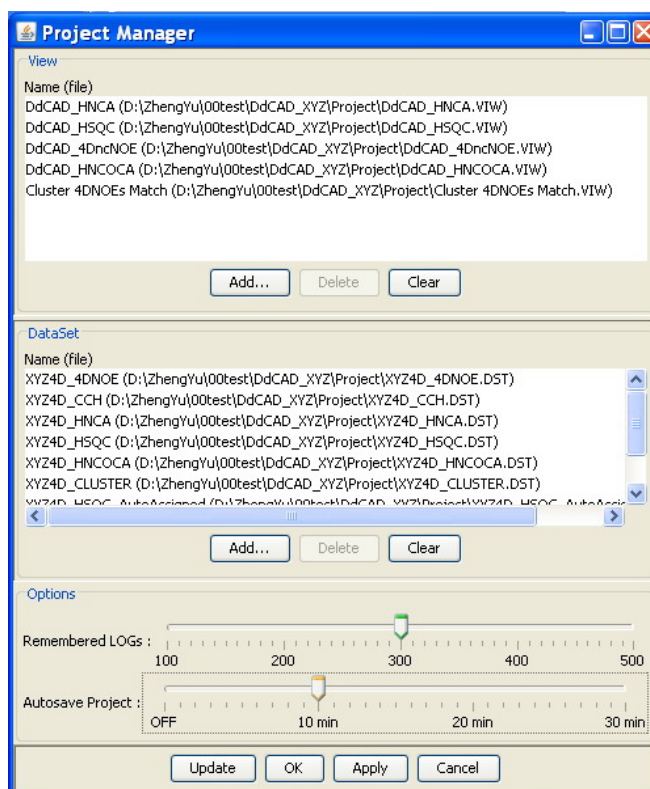 Project Manager
View
Name (file)
DdCAD_HNCA (D:\ZhengYu\00test\DdCAD_XYZ\Project\DdCAD_HNCA.VIW)
DdCAD_HSQC (D:\ZhengYu\00test\DdCAD_XYZ\Project\DdCAD_HSQC.VIW)
DdCAD_4DncNOE (D:\ZhengYu\00test\DdCAD_XYZ\Project\DdCAD_4DncNOE.VIW)
DdCAD_HNCOCA (D:\ZhengYu\00test\DdCAD_XYZ\Project\DdCAD_HNCOCA.VIW)
Cluster 4DNOEs Match (D:\ZhengYu\00test\DdCAD_XYZ\Project\Cluster 4DNOEs Match.VIW)
Add... Delete Clear
DataSet
Name (file)
XYZ4D_4DNOE (D:\ZhengYu\00test\DdCAD_XYZ\Project\XYZ4D_4DNOE.DST)
XYZ4D_CCH (D:\ZhengYu\00test\DdCAD_XYZ\Project\XYZ4D_CCH.DST)
XYZ4D_HNCA (D:\ZhengYu\00test\DdCAD_XYZ\Project\XYZ4D_HNCA.DST)
XYZ4D_HSQC (D:\ZhengYu\00test\DdCAD_XYZ\Project\XYZ4D_HSQC.DST)
XYZ4D_HNCOCA (D:\ZhengYu\00test\DdCAD_XYZ\Project\XYZ4D_HNCOCA.DST)
XYZ4D_CLUSTER (D:\ZhengYu\00test\DdCAD_XYZ\Project\XYZ4D_CLUSTER.DST)
XYZ4D_HSQC_AutoAssigned (D:\ZhengYu\00test\DdCAD_XYZ\Project\XYZ4D_HSQC_AutoAssig
Add... Delete Clear
Options
Remembered LOGs :
100 200 300 400 500
Autosave Project :
OFF 10 min 20 min 30 min
Update OK Apply Cancel